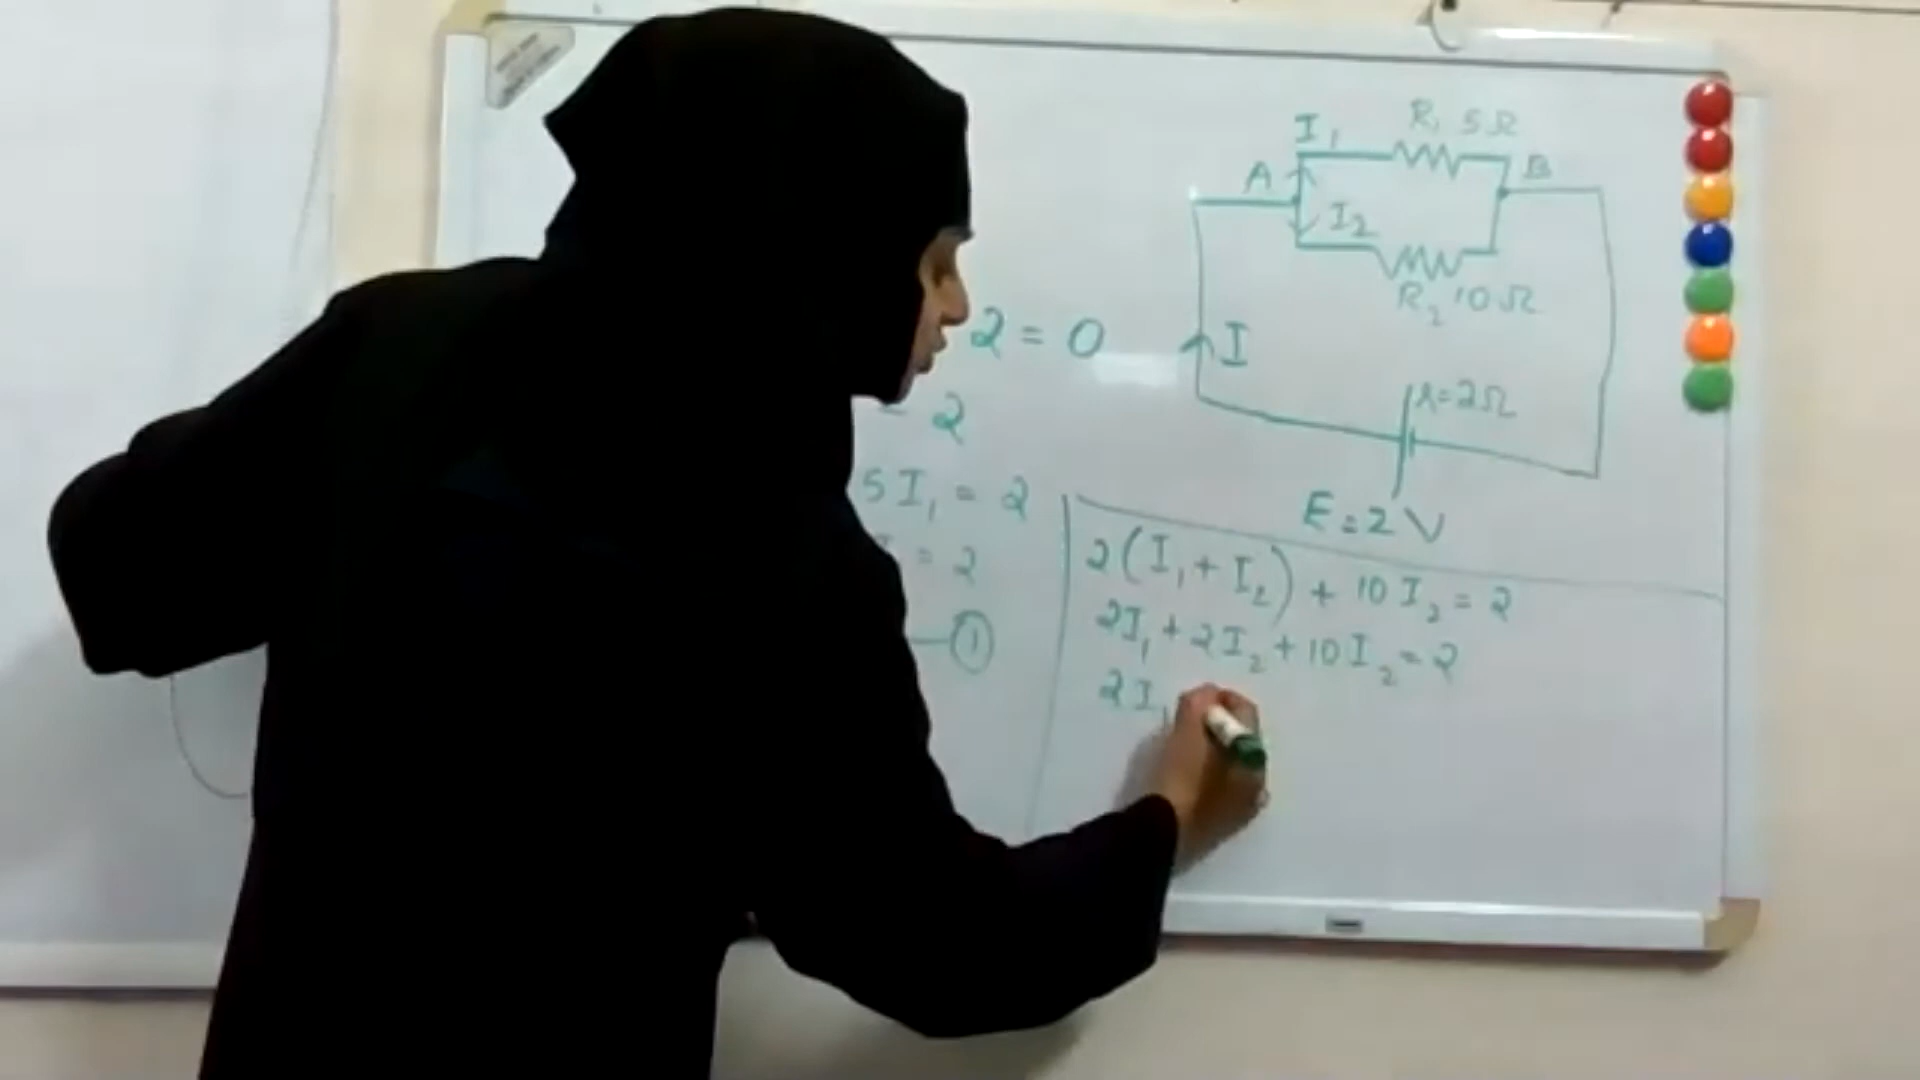 R₁ 5Ω
I₁
A
B
I₂
R₂ 10Ω
I
r=2Ω
E=2V
2 = 0
- 2
5I₁ = 2
= 2
①
2(I₁ + I₂) + 10I₂ = 2
2I₁ + 2I₂ + 10I₂ = 2
2I₁